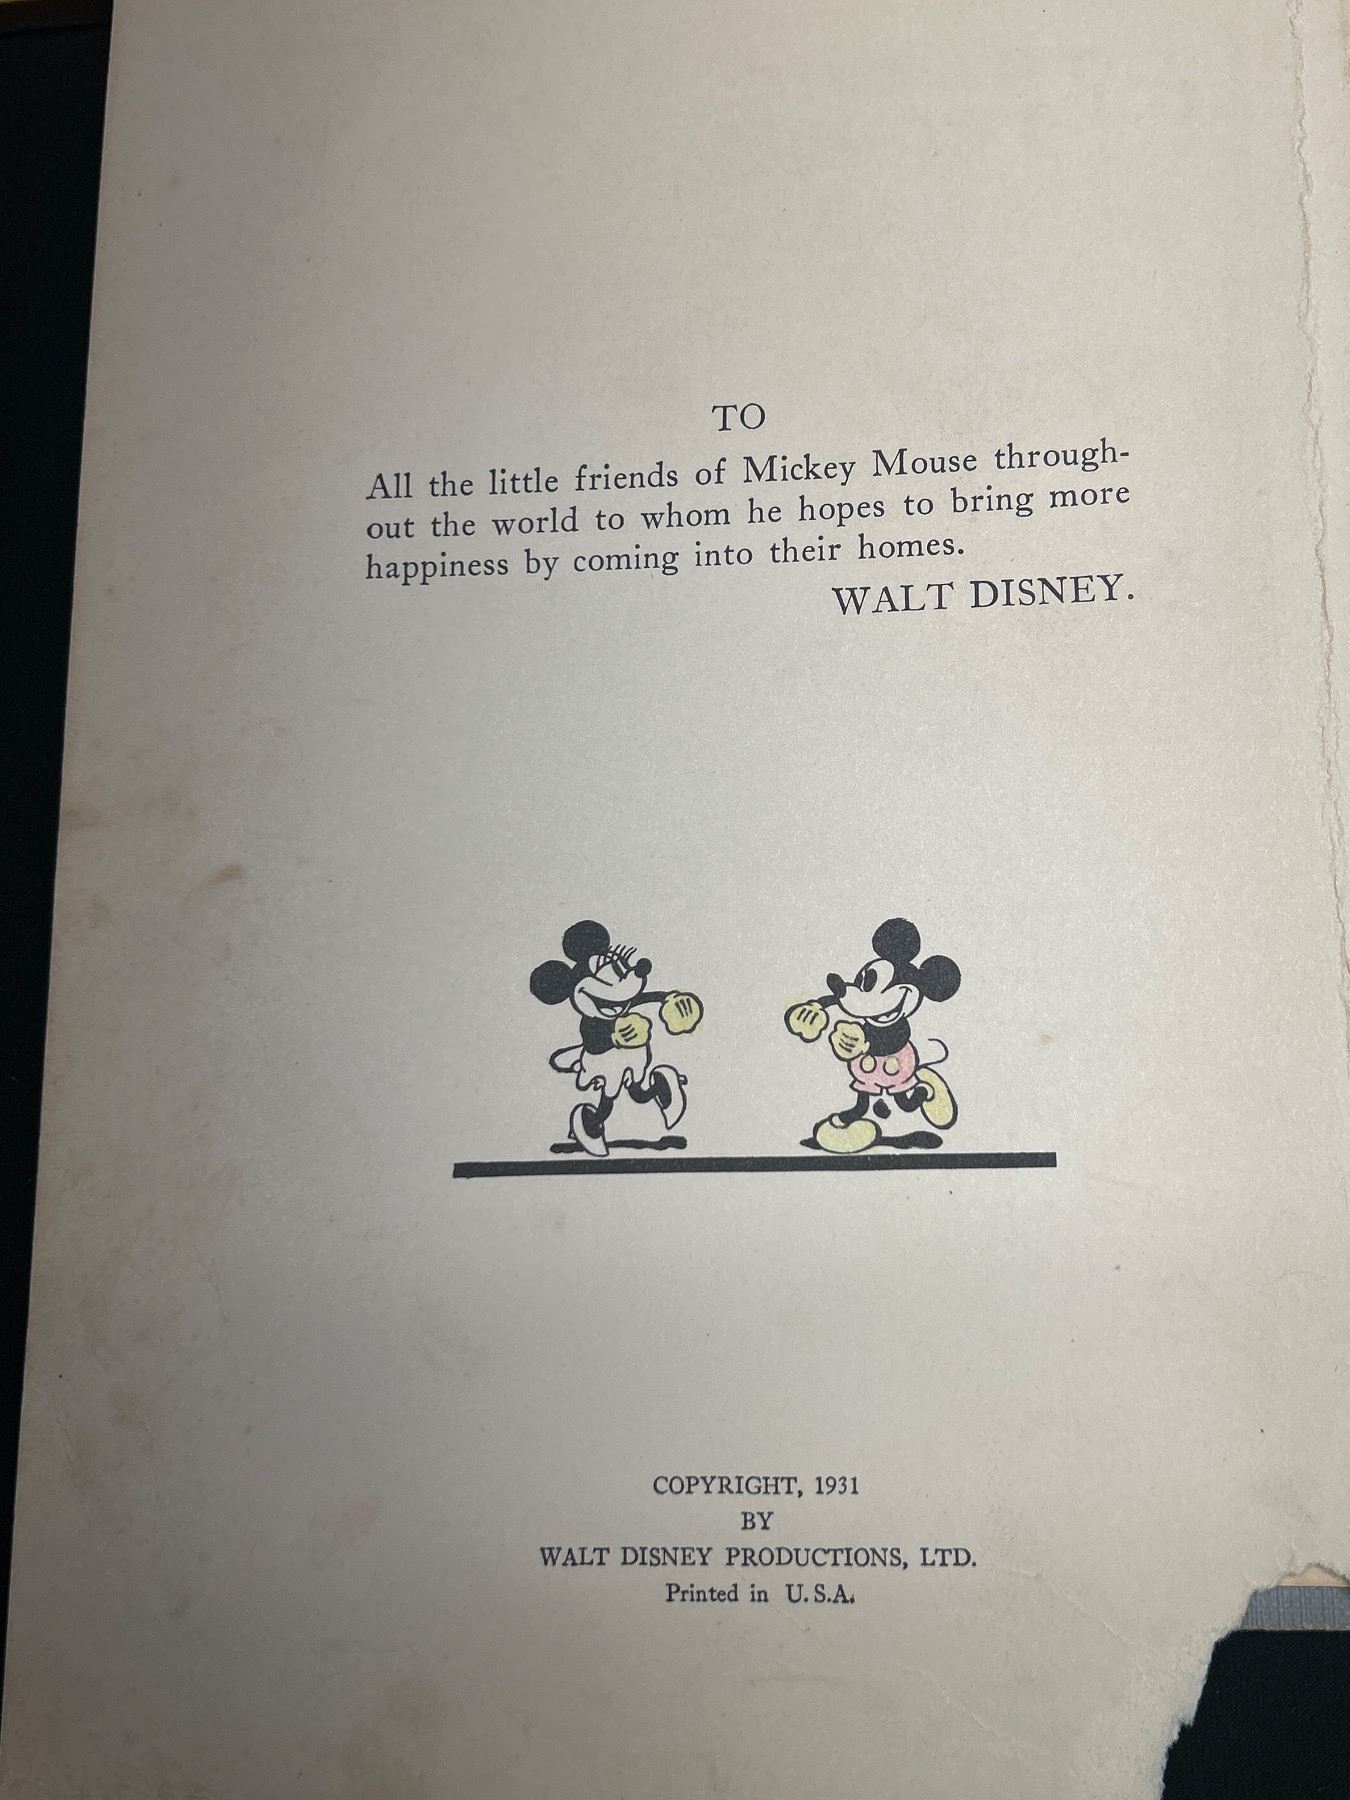 TO
All the little friends of Mickey Mouse through-
out the world to whom he hopes to bring more
happiness by coming into their homes.
WALT DISNEY.
COPYRIGHT, 1931
BY
WALT DISNEY PRODUCTIONS, LTD.
Printed in U.S.A.